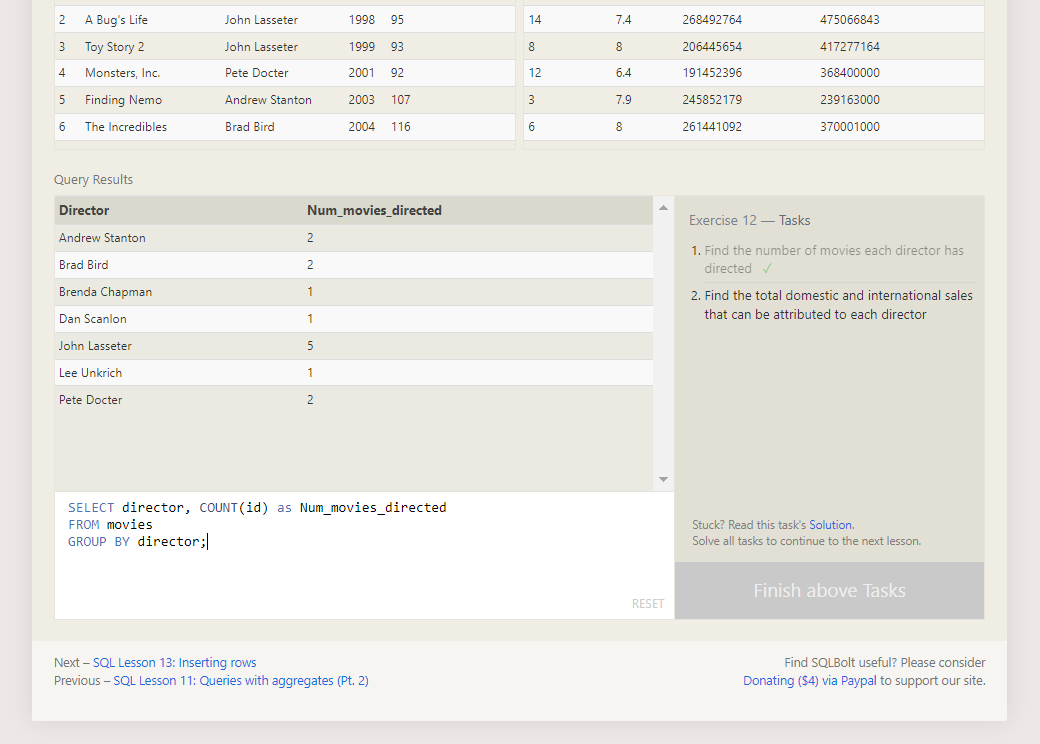 2 A Bug's Life John Lasseter 1998 95 14 7.4 268492764 475066843
3 Toy Story 2 John Lasseter 1999 93 8 8 206445654 417277164
4 Monsters, Inc. Pete Docter 2001 92 12 6.4 191452396 368400000
5 Finding Nemo Andrew Stanton 2003 107 3 7.9 245852179 239163000
6 The Incredibles Brad Bird 2004 116 6 8 261441092 370001000
Query Results
Director Num_movies_directed
Andrew Stanton 2
Brad Bird 2
Brenda Chapman 1
Dan Scanlon 1
John Lasseter 5
Lee Unkrich 1
Pete Docter 2
SELECT director, COUNT(id) as Num_movies_directed
FROM movies
GROUP BY director;
RESET
Exercise 12 — Tasks
1. Find the number of movies each director has
directed ✓
2. Find the total domestic and international sales
that can be attributed to each director
Stuck? Read this task's Solution.
Solve all tasks to continue to the next lesson.
Finish above Tasks
Next – SQL Lesson 13: Inserting rows
Previous – SQL Lesson 11: Queries with aggregates (Pt. 2)
Find SQLBolt useful? Please consider
Donating ($4) via Paypal to support our site.